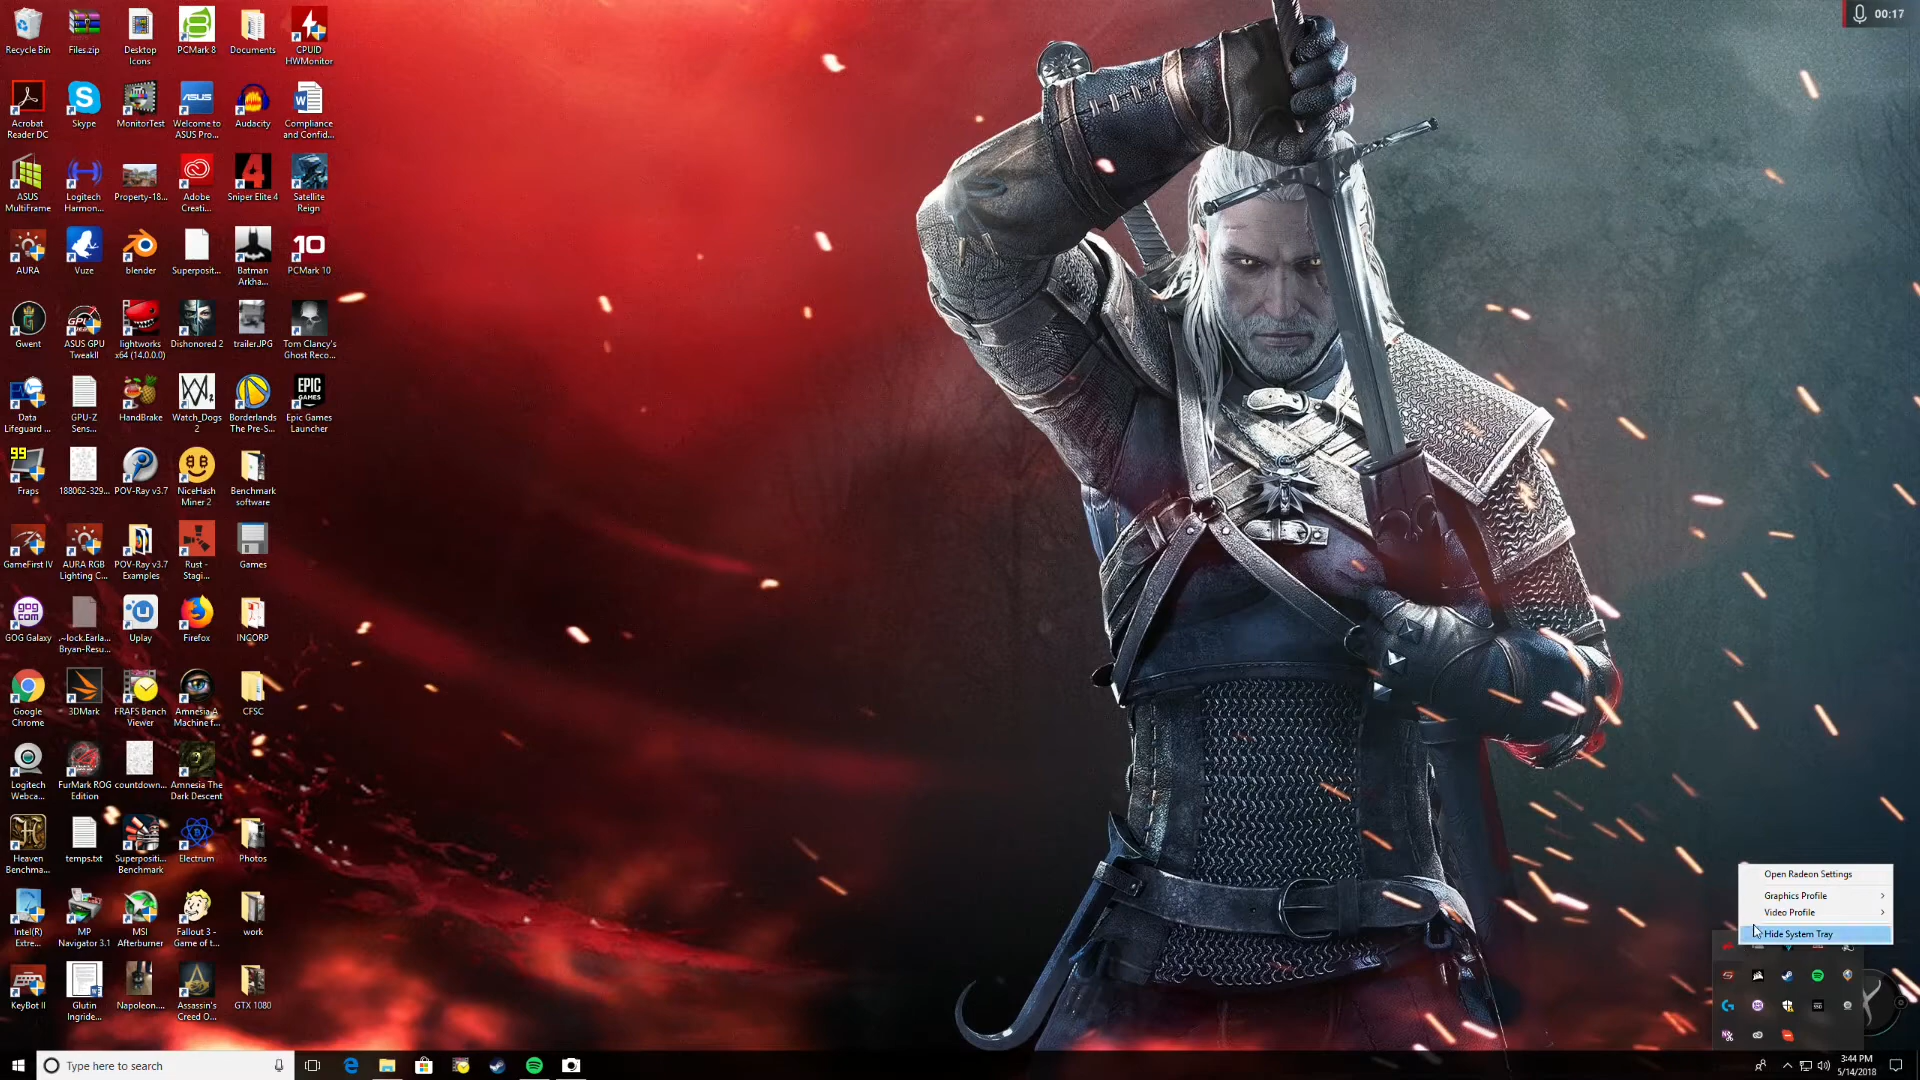 00:17
Recycle Bin
Files.zip
Desktop
Icons
PCMark 8
Documents
CPUID
HWMonitor
Acrobat
Reader DC
Skype
MonitorTest
Welcome to
ASUS Pro...
Audacity
Compliance
and Confid...
ASUS
MultiFrame
Logitech
Harmon...
Property-18...
Adobe
Creati...
Sniper Elite 4
Satellite
Reign
AURA
Vuze
blender
Superposit...
Batman
Arkha...
PCMark 10
Gwent
ASUS GPU
TweakII
lightworks
x64 (14.0.0.0)
Dishonored 2
trailerJPG
Tom Clancy's
Ghost Reco...
Data
Lifeguard ...
GPU-Z
Sens...
HandBrake
Watch_Dogs
2
Borderlands
The Pre-S...
EPIC
GAMES
Epic Games
Launcher
99
Fraps
188062-329...
POV-Ray v3.7
NiceHash
Miner 2
Benchmark
software
GameFirst IV
AURA RGB
Lighting C...
POV-Ray v3.7
Examples
Rust -
Stagi...
Games
GOG Galaxy
.~lock.Earla...
Bryan-Resu...
Uplay
Firefox
INCORP
Google
Chrome
3DMark
FRAFS Bench
Viewer
Amnesia A
Machine f...
CFSC
Logitech
Webca...
FurMark ROG
Edition
countdown...
Amnesia The
Dark Descent
Heaven
Benchma...
temps.txt
Superpositi...
Benchmark
Electrum
Photos
Intel(R)
Extre...
MP
Navigator 3.1
MSI
Afterburner
Fallout 3 -
Game of t...
work
KeyBot II
Glutin
Ingride...
Napoleon....
Assassin's
Creed O...
GTX 1080
Open Radeon Settings
Graphics Profile
Video Profile
Hide System Tray
Type here to search
3:44 PM
5/14/2018